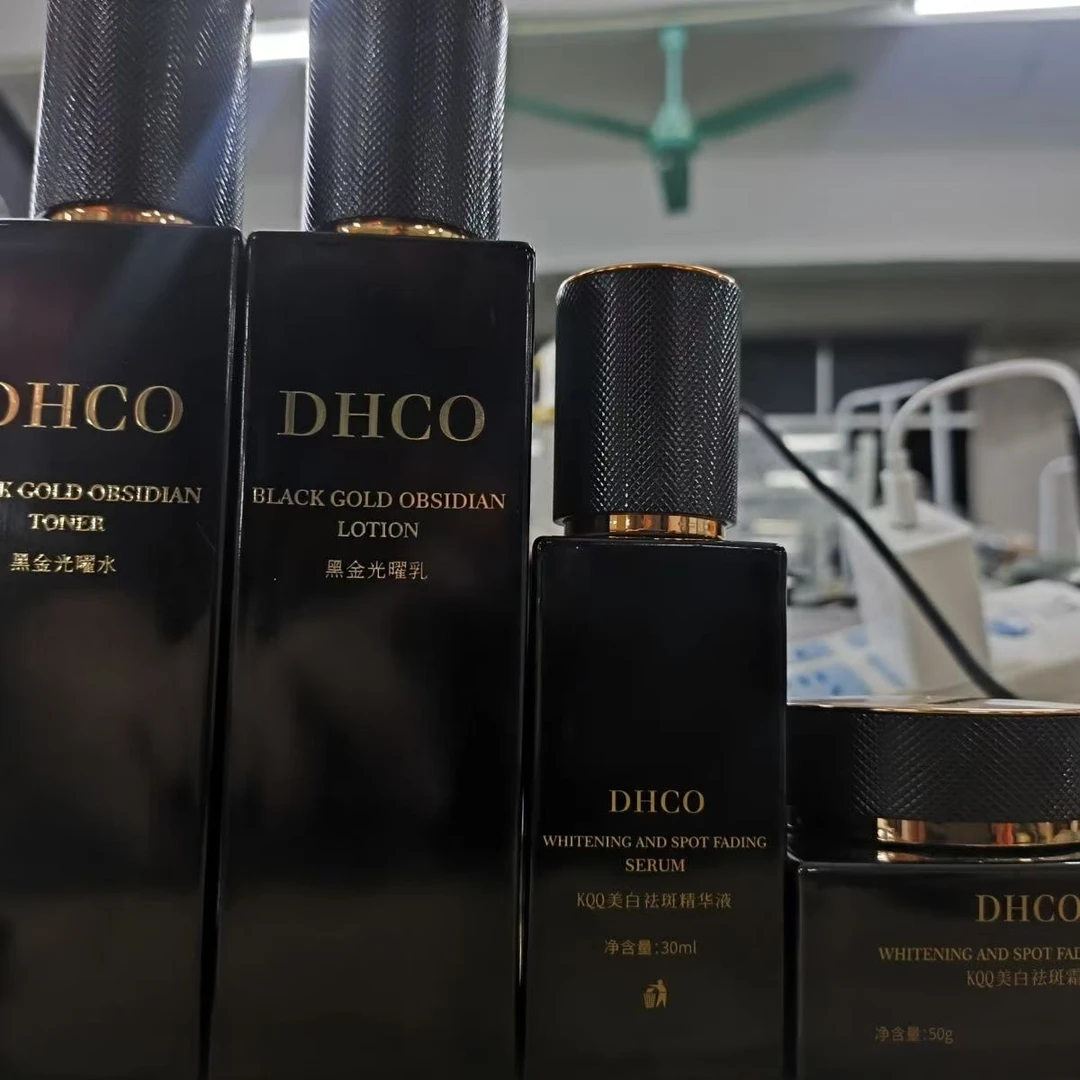 DHCO
K GOLD OBSIDIAN
TONER
黑金光曜水
DHCO
BLACK GOLD OBSIDIAN
LOTION
黑金光曜乳
DHCO
WHITENING AND SPOT FADING
SERUM
KQQ美白祛斑精华液
净含量:30ml
DHCO
WHITENING AND SPOT FAD
KQQ美白祛斑霜
净含量:50g